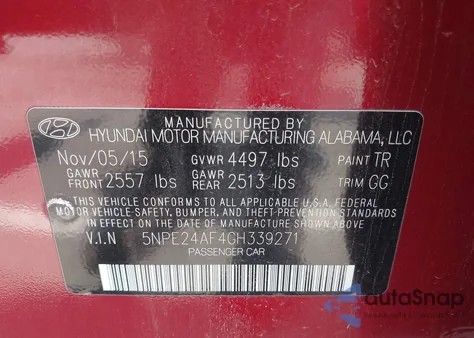 MANUFACTURED BY
HYUNDAI MOTOR MANUFACTURING ALABAMA, LLC
Nov/05/15 GVWR 4497 lbs PAINT TR
GAWR FRONT 2557 lbs GAWR REAR 2513 lbs TRIM GG
THIS VEHICLE CONFORMS TO ALL APPLICABLE U.S.A. FEDERAL
MOTOR-VEHICLE SAFETY, BUMPER, AND THEFT PREVENTION
STANDARDS IN EFFECT ON THE DATE OF MANUFACTURE SHOWN ABOVE
V.I.N 5NPE24AF4GH339271
PASSENGER CAR
autoSnap